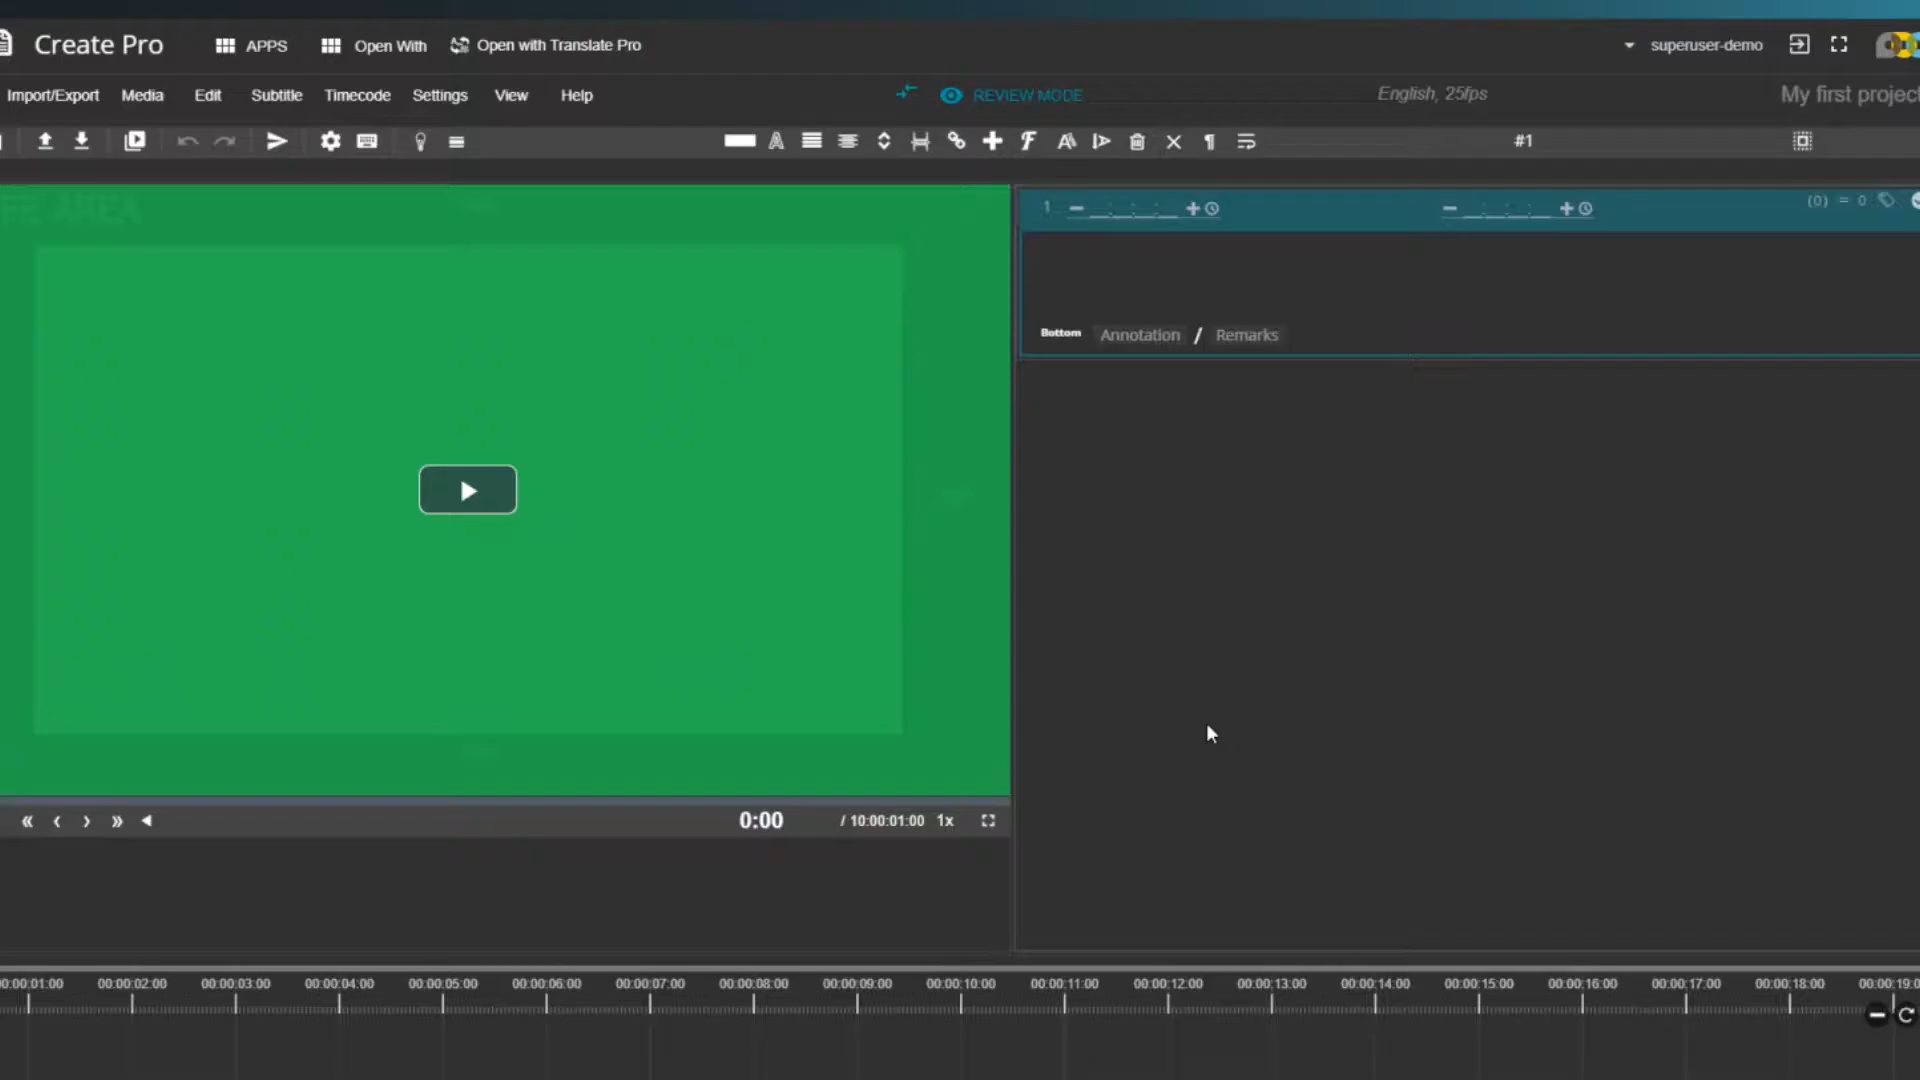 Create Pro APPS Open With Open with Translate Pro superuser-demo
Import/Export Media Edit Subtitle Timecode Settings View Help REVIEW MODE English, 25fps My first project
#1
AREA
1 (0) = 0
Bottom Annotation / Remarks
0:00 / 10:00:01:00 1x
00:00:01:00 00:00:02:00 00:00:03:00 00:00:04:00 00:00:05:00 00:00:06:00 00:00:07:00 00:00:08:00 00:00:09:00 00:00:10:00 00:00:11:00 00:00:12:00 00:00:13:00 00:00:14:00 00:00:15:00 00:00:16:00 00:00:17:00 00:00:18:00 00:00:19:0